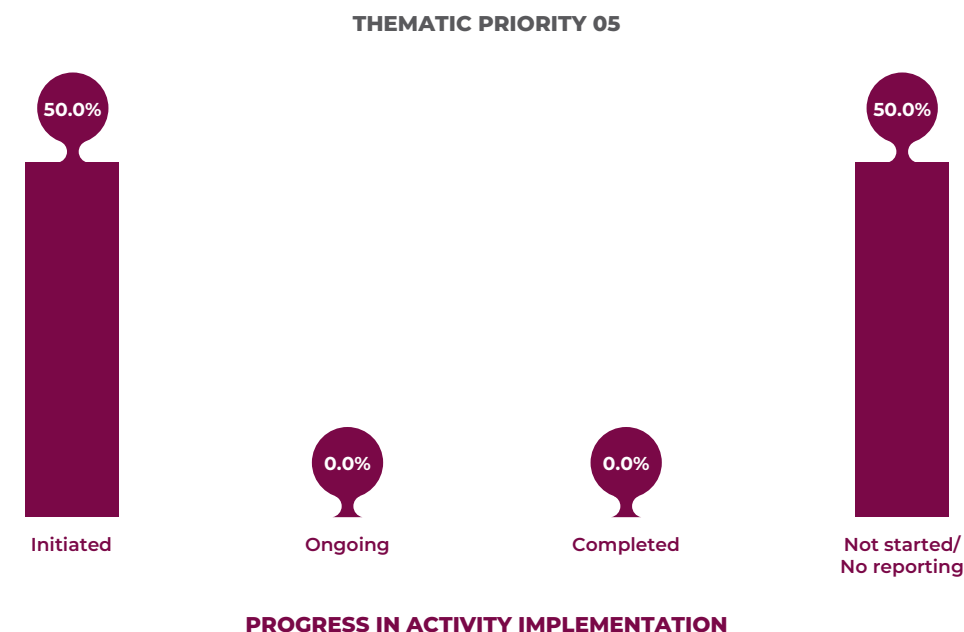 THEMATIC PRIORITY 05
50.0%
50.0%
0.0%
0.0%
Initiated
Ongoing
Completed
Not started/
No reporting
PROGRESS IN ACTIVITY IMPLEMENTATION